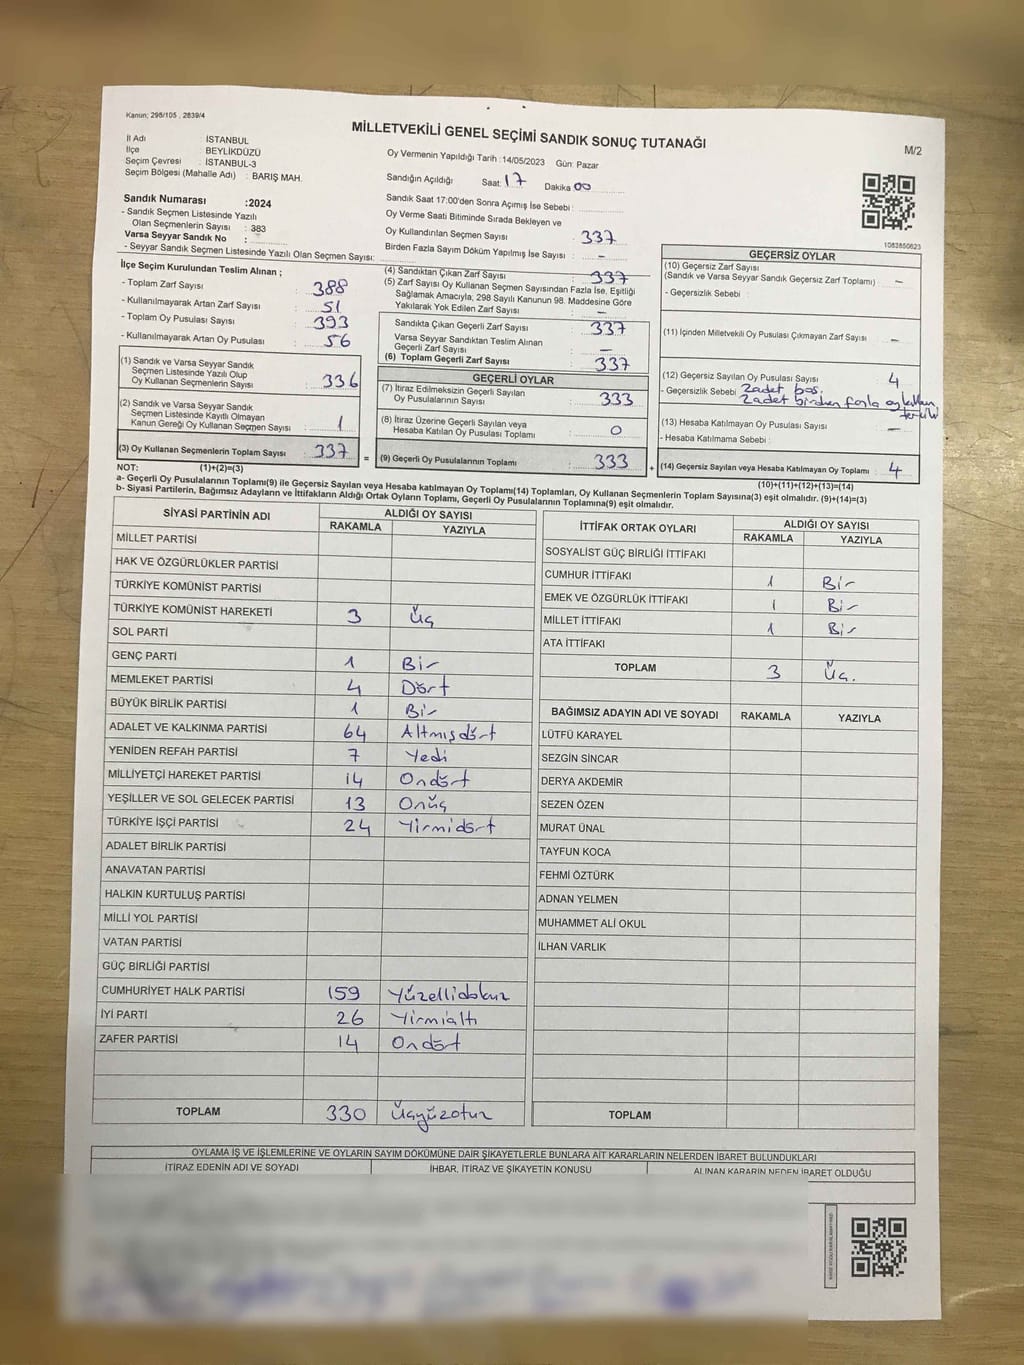 Kanun; 298/105 , 2839/4
MİLLETVEKİLİ GENEL SEÇİMİ SANDIK SONUÇ TUTANAĞI
M/2
İl Adı : İSTANBUL
İlçe : BEYLİKDÜZÜ
Seçim Çevresi : İSTANBUL-3
Seçim Bölgesi (Mahalle Adı) : BARIŞ MAH.
Sandık Numarası :2024
- Sandık Seçmen Listesinde Yazılı
Olan Seçmenlerin Sayısı : 383
Varsa Seyyar Sandık No :
- Seyyar Sandık Seçmen Listesinde Yazılı Olan Seçmen Sayısı:
Oy Vermenin Yapıldığı Tarih :14/05/2023 Gün: Pazar
Sandığın Açıldığı Saat: 17 Dakika 00
Sandık Saat 17:00'den Sonra Açımış İse Sebebi :
Oy Verme Saati Bitiminde Sırada Bekleyen ve
Oy Kullandırılan Seçmen Sayısı : 337
Birden Fazla Sayım Döküm Yapılmış İse Sayısı : -
1083850623
İlçe Seçim Kurulundan Teslim Alınan ;
- Toplam Zarf Sayısı : 388
- Kullanılmayarak Artan Zarf Sayısı : 51
- Toplam Oy Pusulası Sayısı : 393
- Kullanılmayarak Artan Oy Pusulası : 56
(1) Sandık ve Varsa Seyyar Sandık
Seçmen Listesinde Yazılı Olup
Oy Kullanan Seçmenlerin Sayısı : 336
(2) Sandık ve Varsa Seyyar Sandık
Seçmen Listesinde Kayıtlı Olmayan
Kanun Gereği Oy Kullanan Seçmen Sayısı : 1
(3) Oy Kullanan Seçmenlerin Toplam Sayısı : 337
(4) Sandıktan Çıkan Zarf Sayısı : 337
(5) Zarf Sayısı Oy Kullanan Seçmen Sayısından Fazla İse, Eşitliği
Sağlamak Amacıyla; 298 Sayılı Kanunun 98. Maddesine Göre
Yakılarak Yok Edilen Zarf Sayısı : -
Sandıkta Çıkan Geçerli Zarf Sayısı : 337
Varsa Seyyar Sandıktan Teslim Alınan
Geçerli Zarf Sayısı : -
(6) Toplam Geçerli Zarf Sayısı : 337
GEÇERLİ OYLAR
(7) İtiraz Edilmeksizin Geçerli Sayılan
Oy Pusulalarının Sayısı : 333
(8) İtiraz Üzerine Geçerli Sayılan veya
Hesaba Katılan Oy Pusulası Toplamı : 0
= (9) Geçerli Oy Pusulalarının Toplamı : 333
GEÇERSİZ OYLAR
(10) Geçersiz Zarf Sayısı
(Sandık ve Varsa Seyyar Sandık Geçersiz Zarf Toplamı) : -
- Geçersizlik Sebebi :
(11) İçinden Milletvekili Oy Pusulası Çıkmayan Zarf Sayısı : -
(12) Geçersiz Sayılan Oy Pusulası Sayısı : 4
- Geçersizlik Sebebi : 2adet boş.
2adet birden fazla oy kullanı
(13) Hesaba Katılmayan Oy Pusulası Sayısı : -
- Hesaba Katılmama Sebebi :
+ (14) Geçersiz Sayılan veya Hesaba Katılmayan Oy Toplamı : 4
NOT: (1)+(2)=(3)
(10)+(11)+(12)+(13)=(14)
a- Geçerli Oy Pusulalarının Toplamı(9) ile Geçersiz Sayılan veya Hesaba katılmayan Oy Toplamı(14) Toplamları, Oy Kullanan Seçmenlerin Toplam Sayısına(3) eşit olmalıdır. (9)+(14)=(3)
b- Siyasi Partilerin, Bağımsız Adayların ve İttifakların Aldığı Ortak Oyların Toplamı, Geçerli Oy Pusulalarının Toplamına(9) eşit olmalıdır.
SİYASİ PARTİNİN ADI ALDIĞI OY SAYISI
RAKAMLA YAZIYLA
MİLLET PARTİSİ
HAK VE ÖZGÜRLÜKLER PARTİSİ
TÜRKİYE KOMÜNİST PARTİSİ
TÜRKİYE KOMÜNİST HAREKETİ 3 Üç
SOL PARTİ
GENÇ PARTİ 1 Bir
MEMLEKET PARTİSİ 4 Dört
BÜYÜK BİRLİK PARTİSİ 1 Bir
ADALET VE KALKINMA PARTİSİ 64 Altmışdört
YENİDEN REFAH PARTİSİ 7 Yedi
MİLLİYETÇİ HAREKET PARTİSİ 14 Ondört
YEŞİLLER VE SOL GELECEK PARTİSİ 13 Onüç
TÜRKİYE İŞÇİ PARTİSİ 24 Yirmidört
ADALET BİRLİK PARTİSİ
ANAVATAN PARTİSİ
HALKIN KURTULUŞ PARTİSİ
MİLLİ YOL PARTİSİ
VATAN PARTİSİ
GÜÇ BİRLİĞİ PARTİSİ
CUMHURİYET HALK PARTİSİ 159 Yüzellidokuz
İYİ PARTİ 26 Yirmialtı
ZAFER PARTİSİ 14 Ondört
TOPLAM 330 Üçyüzotuz
İTTİFAK ORTAK OYLARI ALDIĞI OY SAYISI
RAKAMLA YAZIYLA
SOSYALİST GÜÇ BİRLİĞİ İTTİFAKI
CUMHUR İTTİFAKI 1 Bir
EMEK VE ÖZGÜRLÜK İTTİFAKI 1 Bir
MİLLET İTTİFAKI 1 Bir
ATA İTTİFAKI
TOPLAM 3 Üç.
BAĞIMSIZ ADAYIN ADI VE SOYADI RAKAMLA YAZIYLA
LÜTFÜ KARAYEL
SEZGİN SİNCAR
DERYA AKDEMİR
SEZEN ÖZEN
MURAT ÜNAL
TAYFUN KOCA
FEHMİ ÖZTÜRK
ADNAN YELMEN
MUHAMMET ALİ OKUL
İLHAN VARLIK
TOPLAM
OYLAMA İŞ VE İŞLEMLERİNE VE OYLARIN SAYIM DÖKÜMÜNE DAİR ŞİKAYETLERLE BUNLARA AİT KARARLARIN NELERDEN İBARET BULUNDUKLARI
İTİRAZ EDENİN ADI VE SOYADI İHBAR, İTİRAZ VE ŞİKAYETİN KONUSU ALINAN KARARIN NEDEN İBARET OLDUĞU